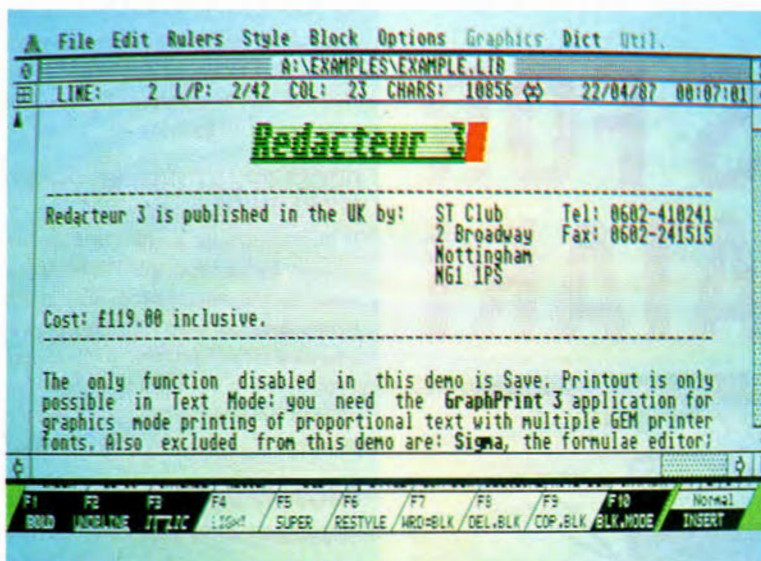 File Edit Rulers Style Block Options Graphics Dict Util.
A:\EXAMPLES\EXAMPLE.LIB
LINE: 2 L/P: 2/42 COL: 23 CHARS: 10856 22/04/87 00:07:01
Redacteur 3
Redacteur 3 is published in the UK by: ST Club Tel: 0602-410241
2 Broadway Fax: 0602-241515
Nottingham
NG1 1PS
Cost: £119.00 inclusive.
The only function disabled in this demo is Save. Printout is only
possible in Text Mode: you need the GraphPrint 3 application for
graphics mode printing of proportional text with multiple GEM printer
fonts. Also excluded from this demo are: Sigma, the formulae editor;
F1 F2 F3 F4 F5 F6 F7 F8 F9 F10 Normal
BOLD UNDRLINE ITALIC LIGHT SUPER RESTYLE WRD=BLK DEL.BLK COP.BLK BLK.MODE INSERT